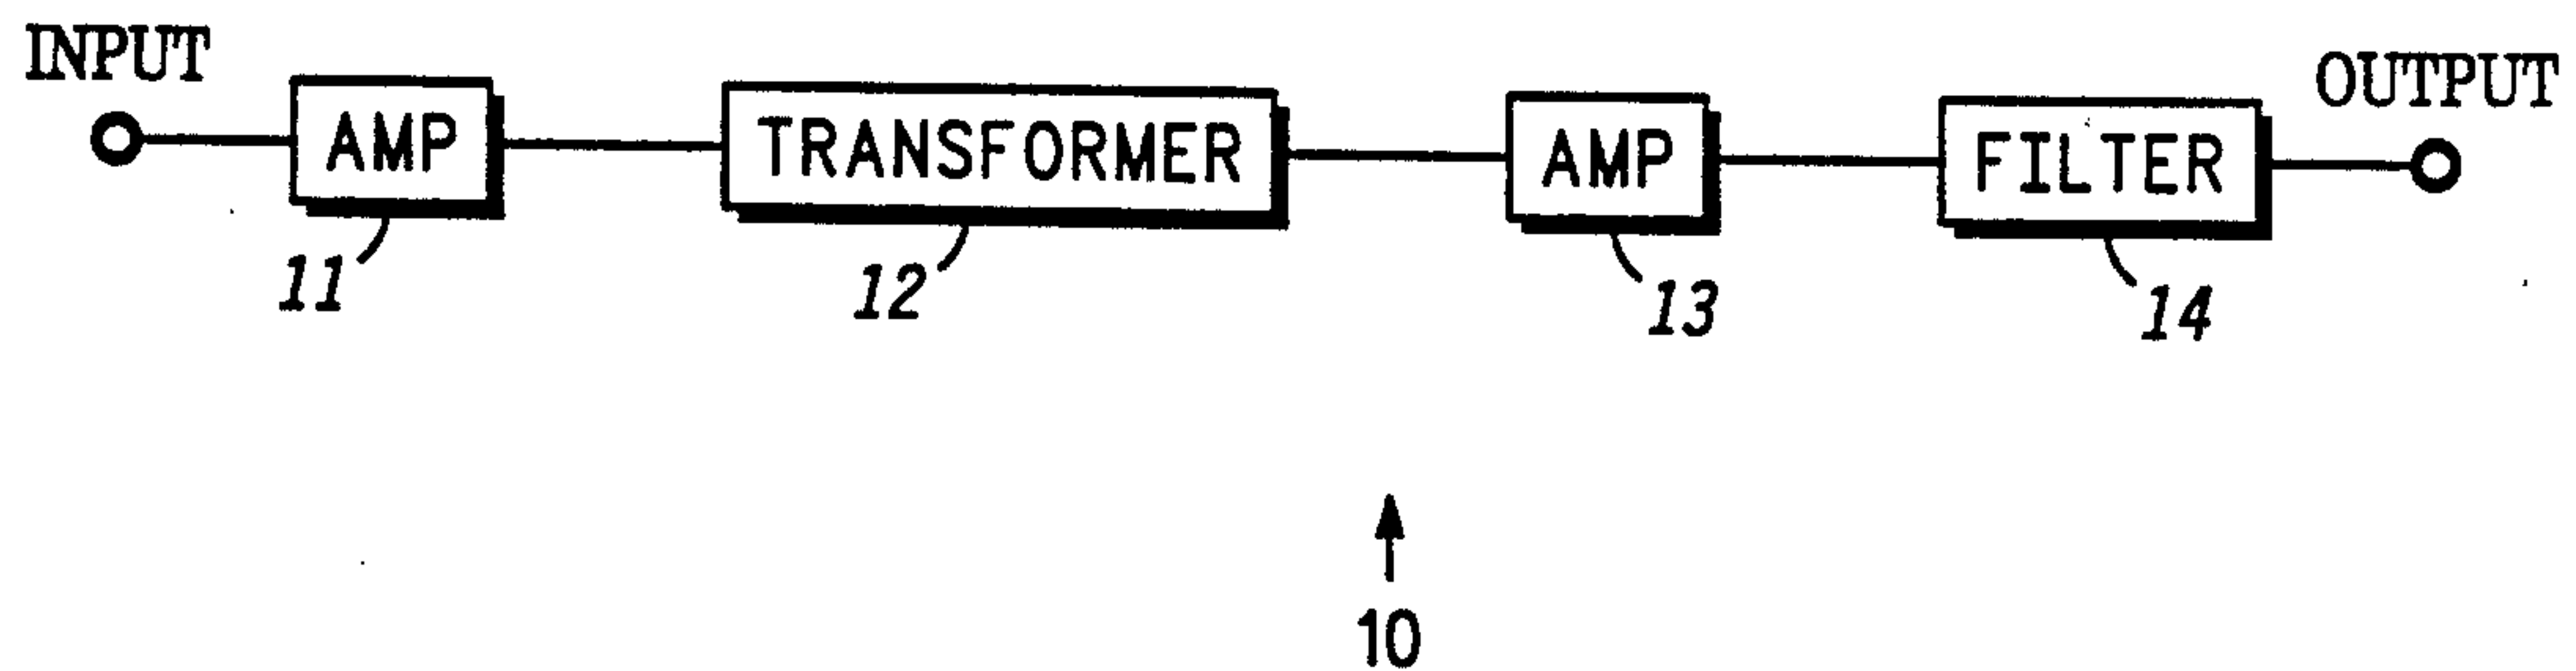 INPUT
AMP
TRANSFORMER
AMP
FILTER
OUTPUT
11
12
13
14
10